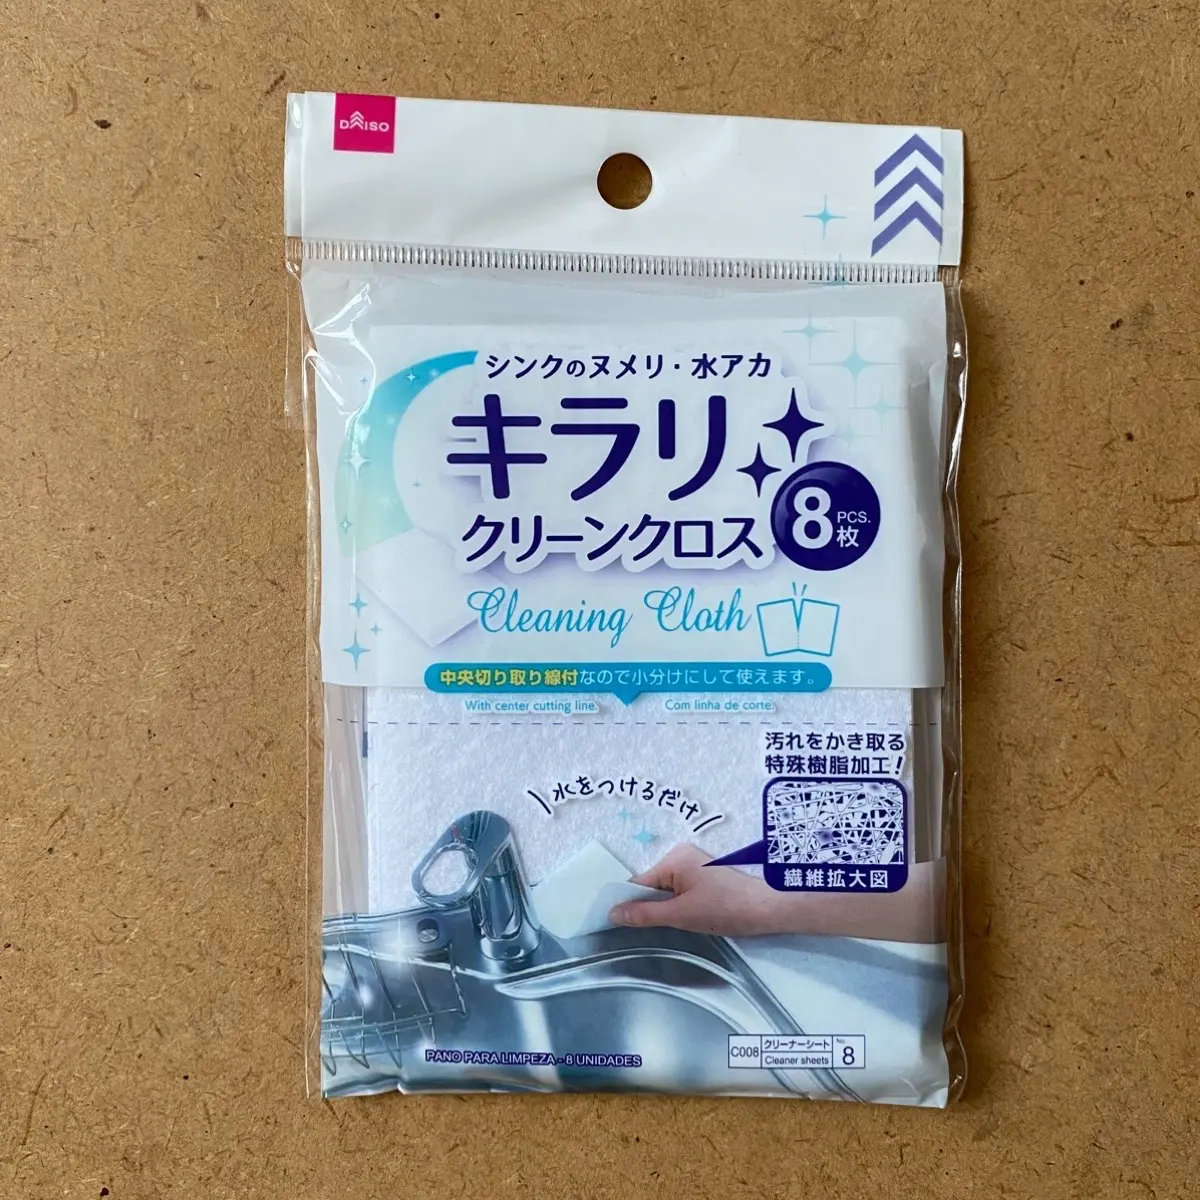 DAISO
シンクのヌメリ・水アカ
キラリ
クリーンクロス
8 PCS. 枚
Cleaning Cloth
中央切り取り線付なので小分けにして使えます。
With center cutting line.
Com linha de corte.
汚れをかき取る
特殊樹脂加工!
水をつけるだけ
繊維拡大図
PANO PARA LIMPEZA - 8 UNIDADES
C008 クリーナーシート No. 8
Cleaner sheets